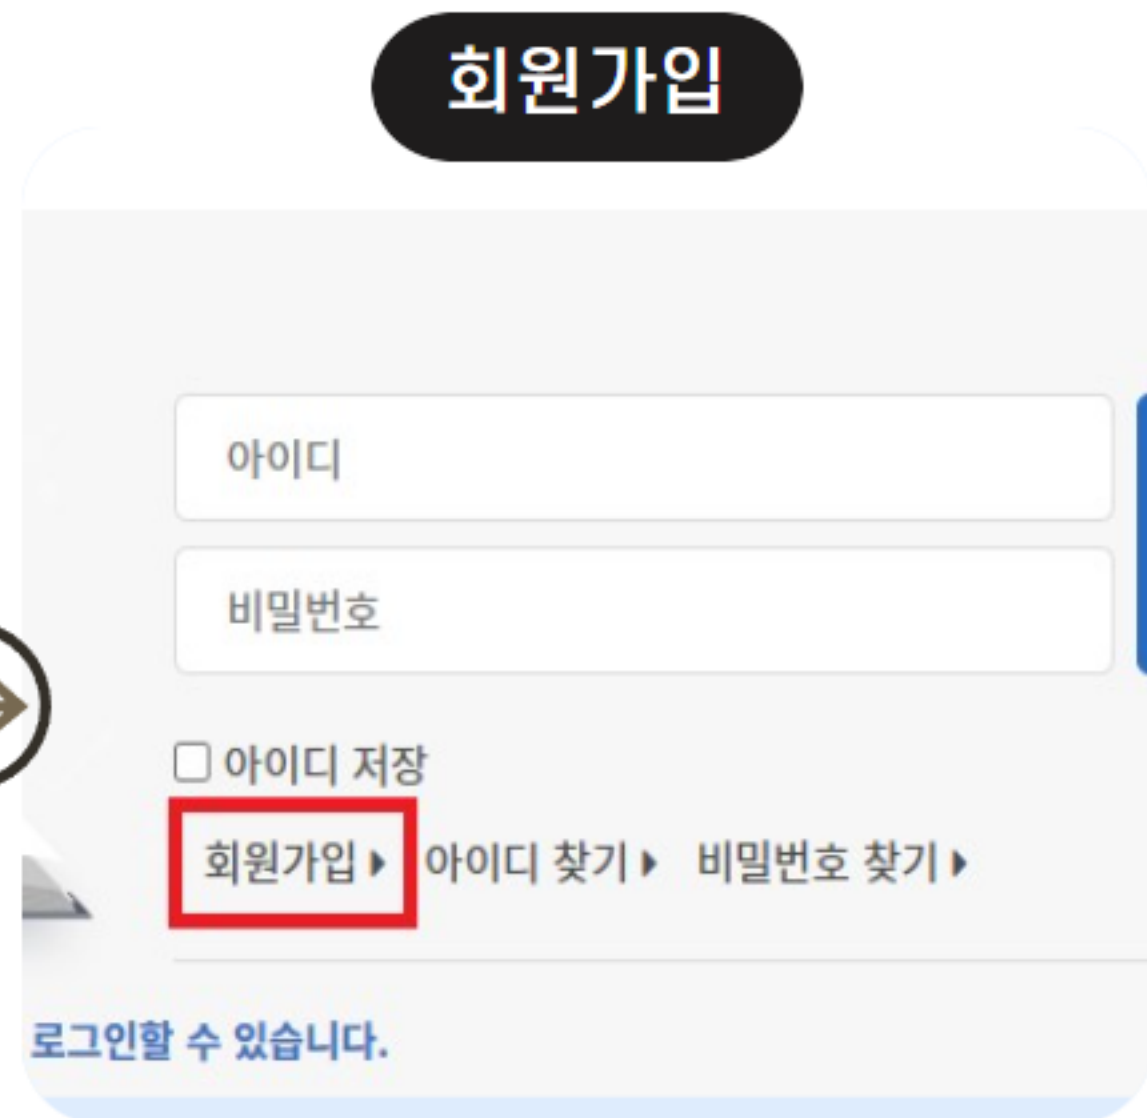 회원가입
아이디
비밀번호
아이디 저장
회원가입 아이디 찾기 비밀번호 찾기
로그인할 수 있습니다.